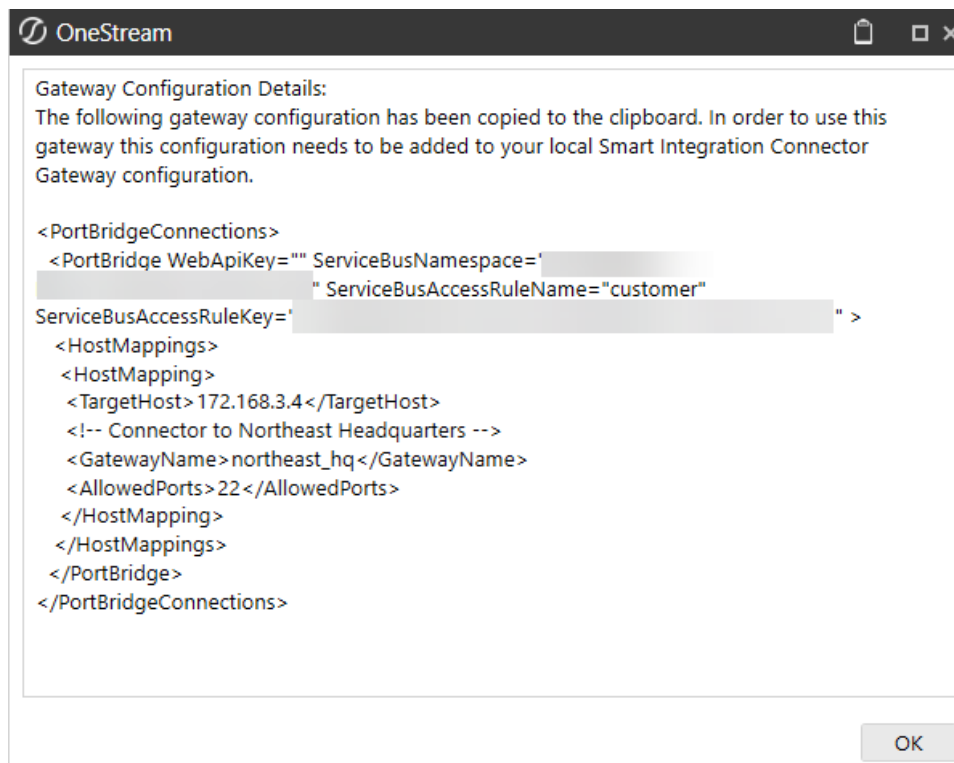 OneStream
Gateway Configuration Details:
The following gateway configuration has been copied to the clipboard. In order to use this
gateway this configuration needs to be added to your local Smart Integration Connector
Gateway configuration.
<PortBridgeConnections>
<PortBridge WebApiKey="" ServiceBusNamespace="
" ServiceBusAccessRuleName="customer"
ServiceBusAccessRuleKey=" " >
<HostMappings>
<HostMapping>
<TargetHost>172.168.3.4</TargetHost>
<!-- Connector to Northeast Headquarters -->
<GatewayName>northeast_hq</GatewayName>
<AllowedPorts>22</AllowedPorts>
</HostMapping>
</HostMappings>
</PortBridge>
</PortBridgeConnections>
OK